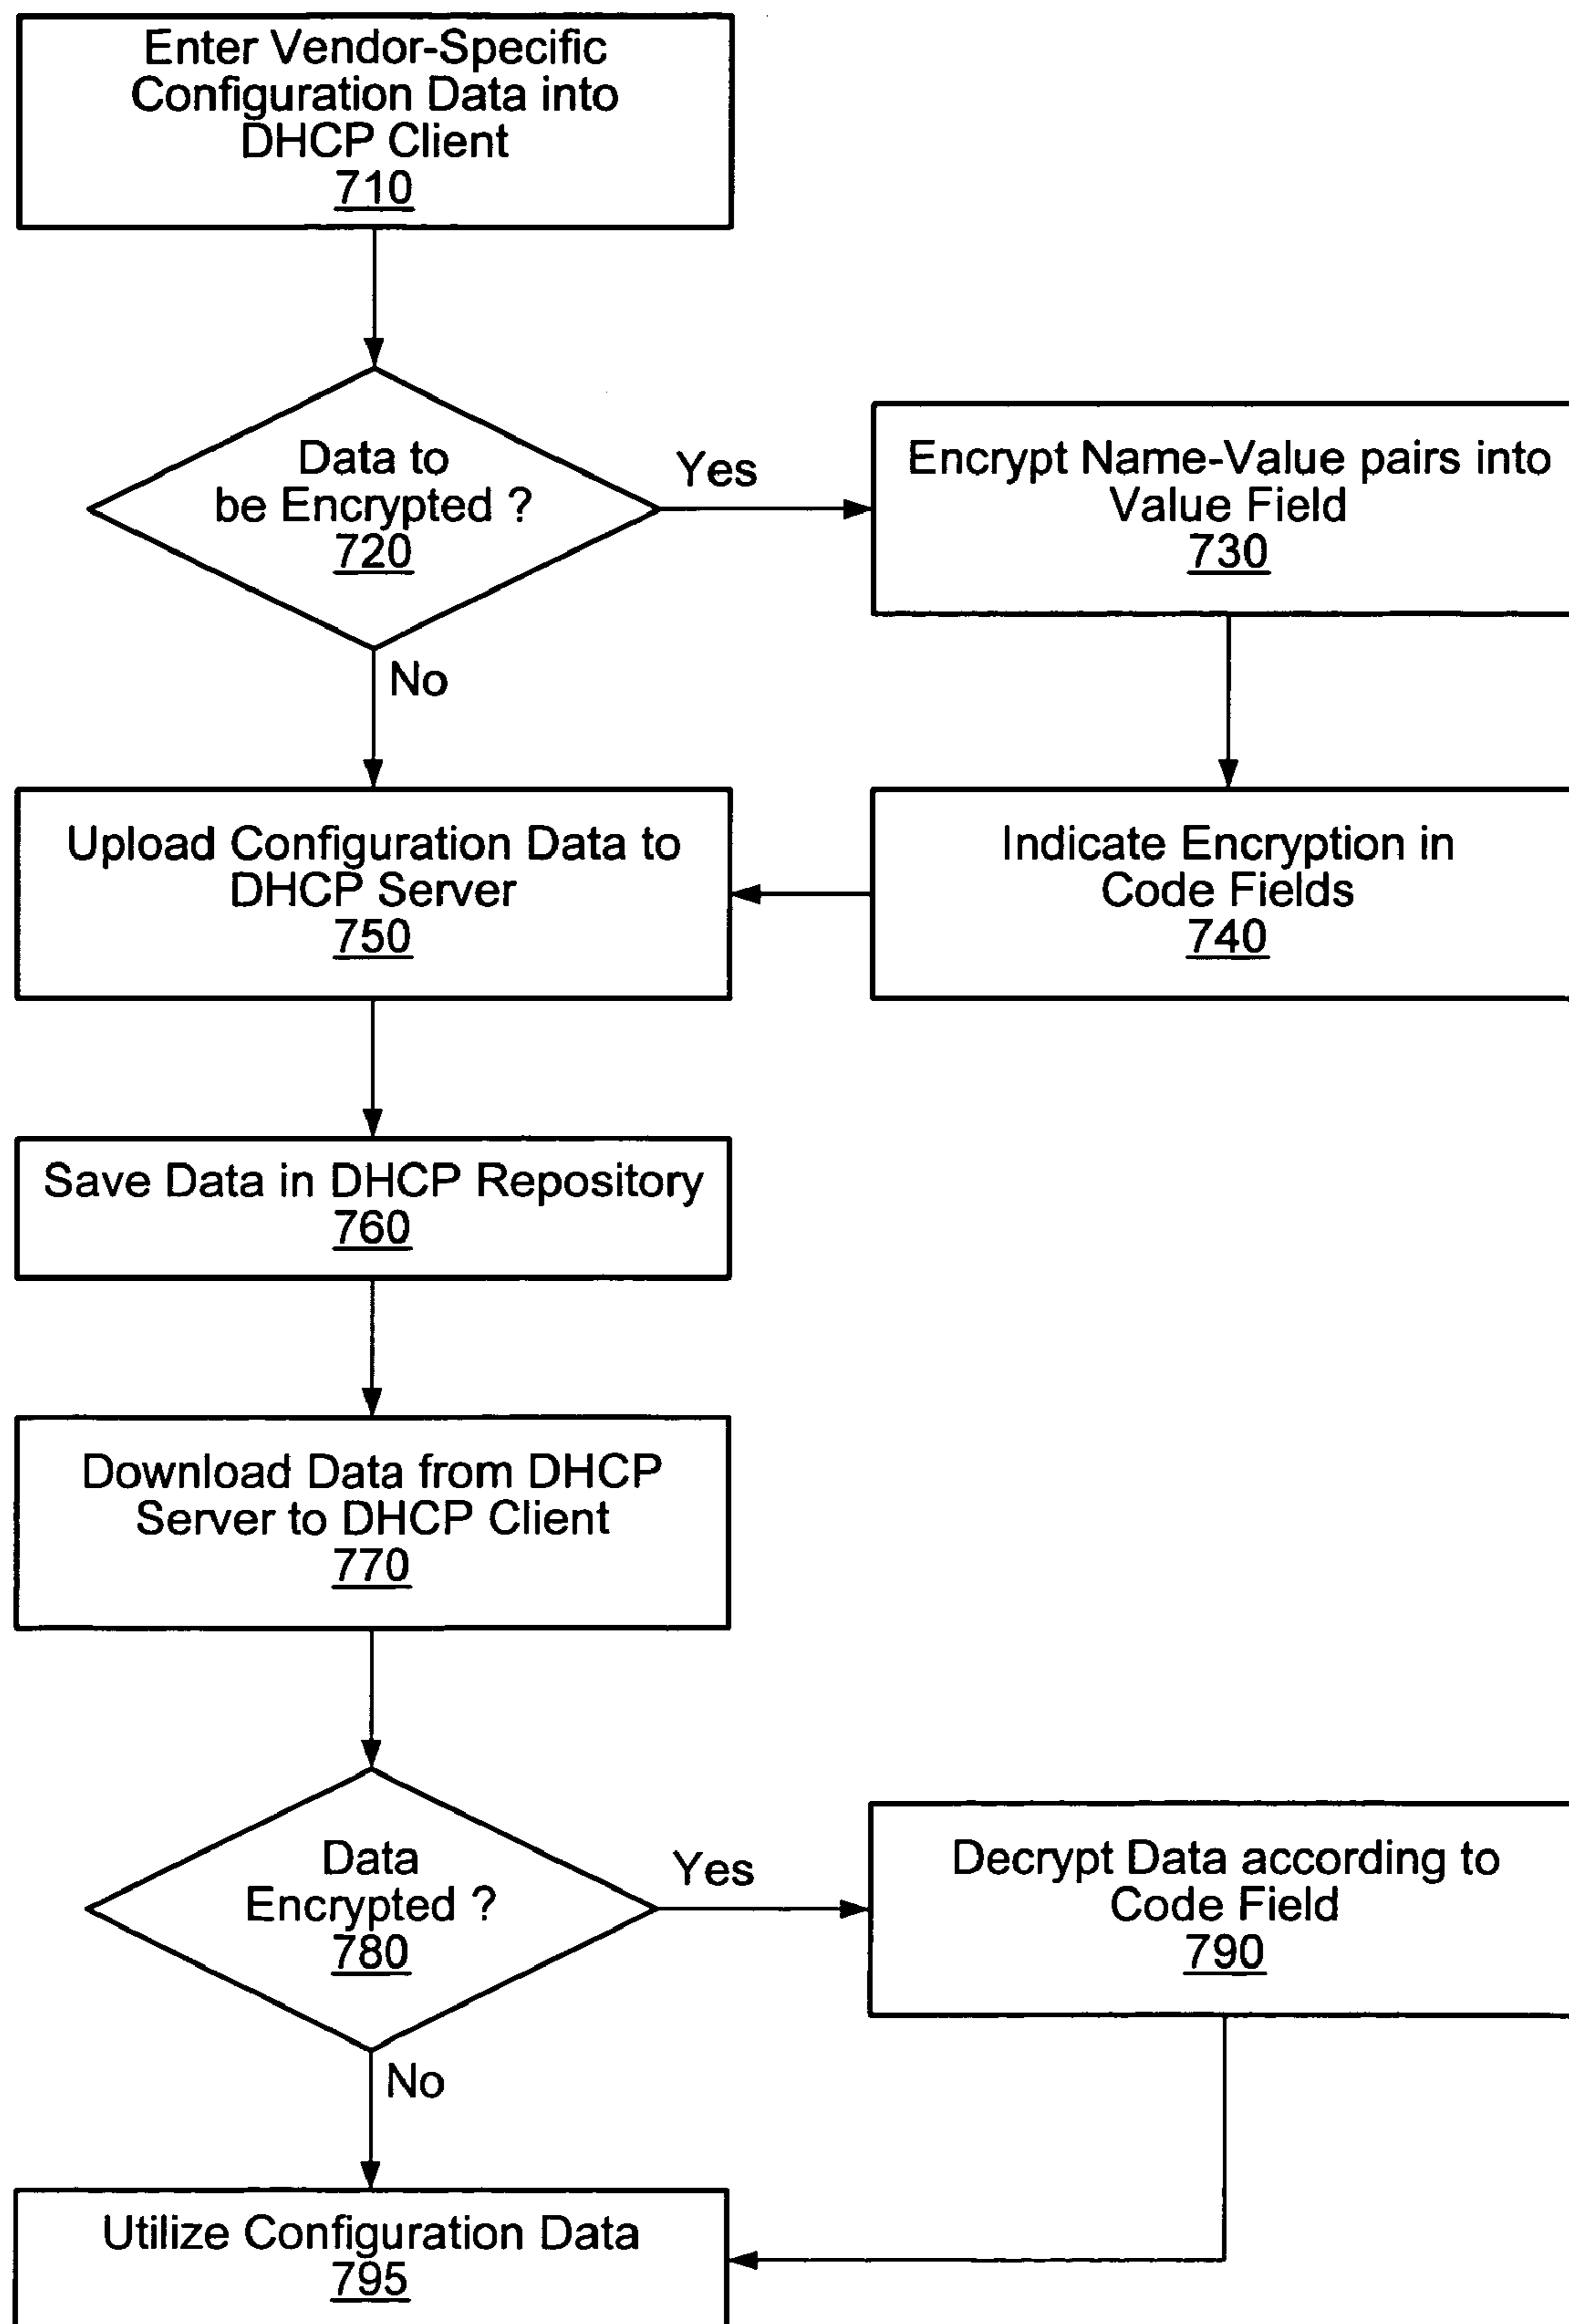 Enter Vendor-Specific
Configuration Data into
DHCP Client
710
Data to
be Encrypted ?
720
Yes
Encrypt Name-Value pairs into
Value Field
730
No
Upload Configuration Data to
DHCP Server
750
Indicate Encryption in
Code Fields
740
Save Data in DHCP Repository
760
Download Data from DHCP
Server to DHCP Client
770
Data
Encrypted ?
780
Yes
Decrypt Data according to
Code Field
790
No
Utilize Configuration Data
795